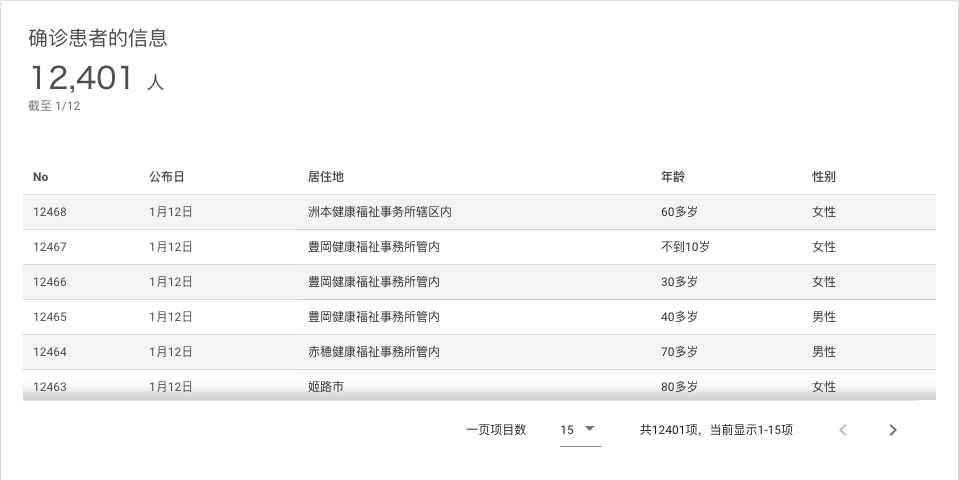 确诊患者的信息
12,401 人
截至 1/12
No 公布日 居住地 年龄 性别
12468 1月12日 洲本健康福祉事务所辖区内 60多岁 女性
12467 1月12日 豊岡健康福祉事務所管内 不到10岁 女性
12466 1月12日 豊岡健康福祉事務所管内 30多岁 女性
12465 1月12日 豊岡健康福祉事務所管内 40多岁 男性
12464 1月12日 赤穂健康福祉事務所管内 70多岁 男性
12463 1月12日 姬路市 80多岁 女性
一页项目数 15 共12401项，当前显示1-15项